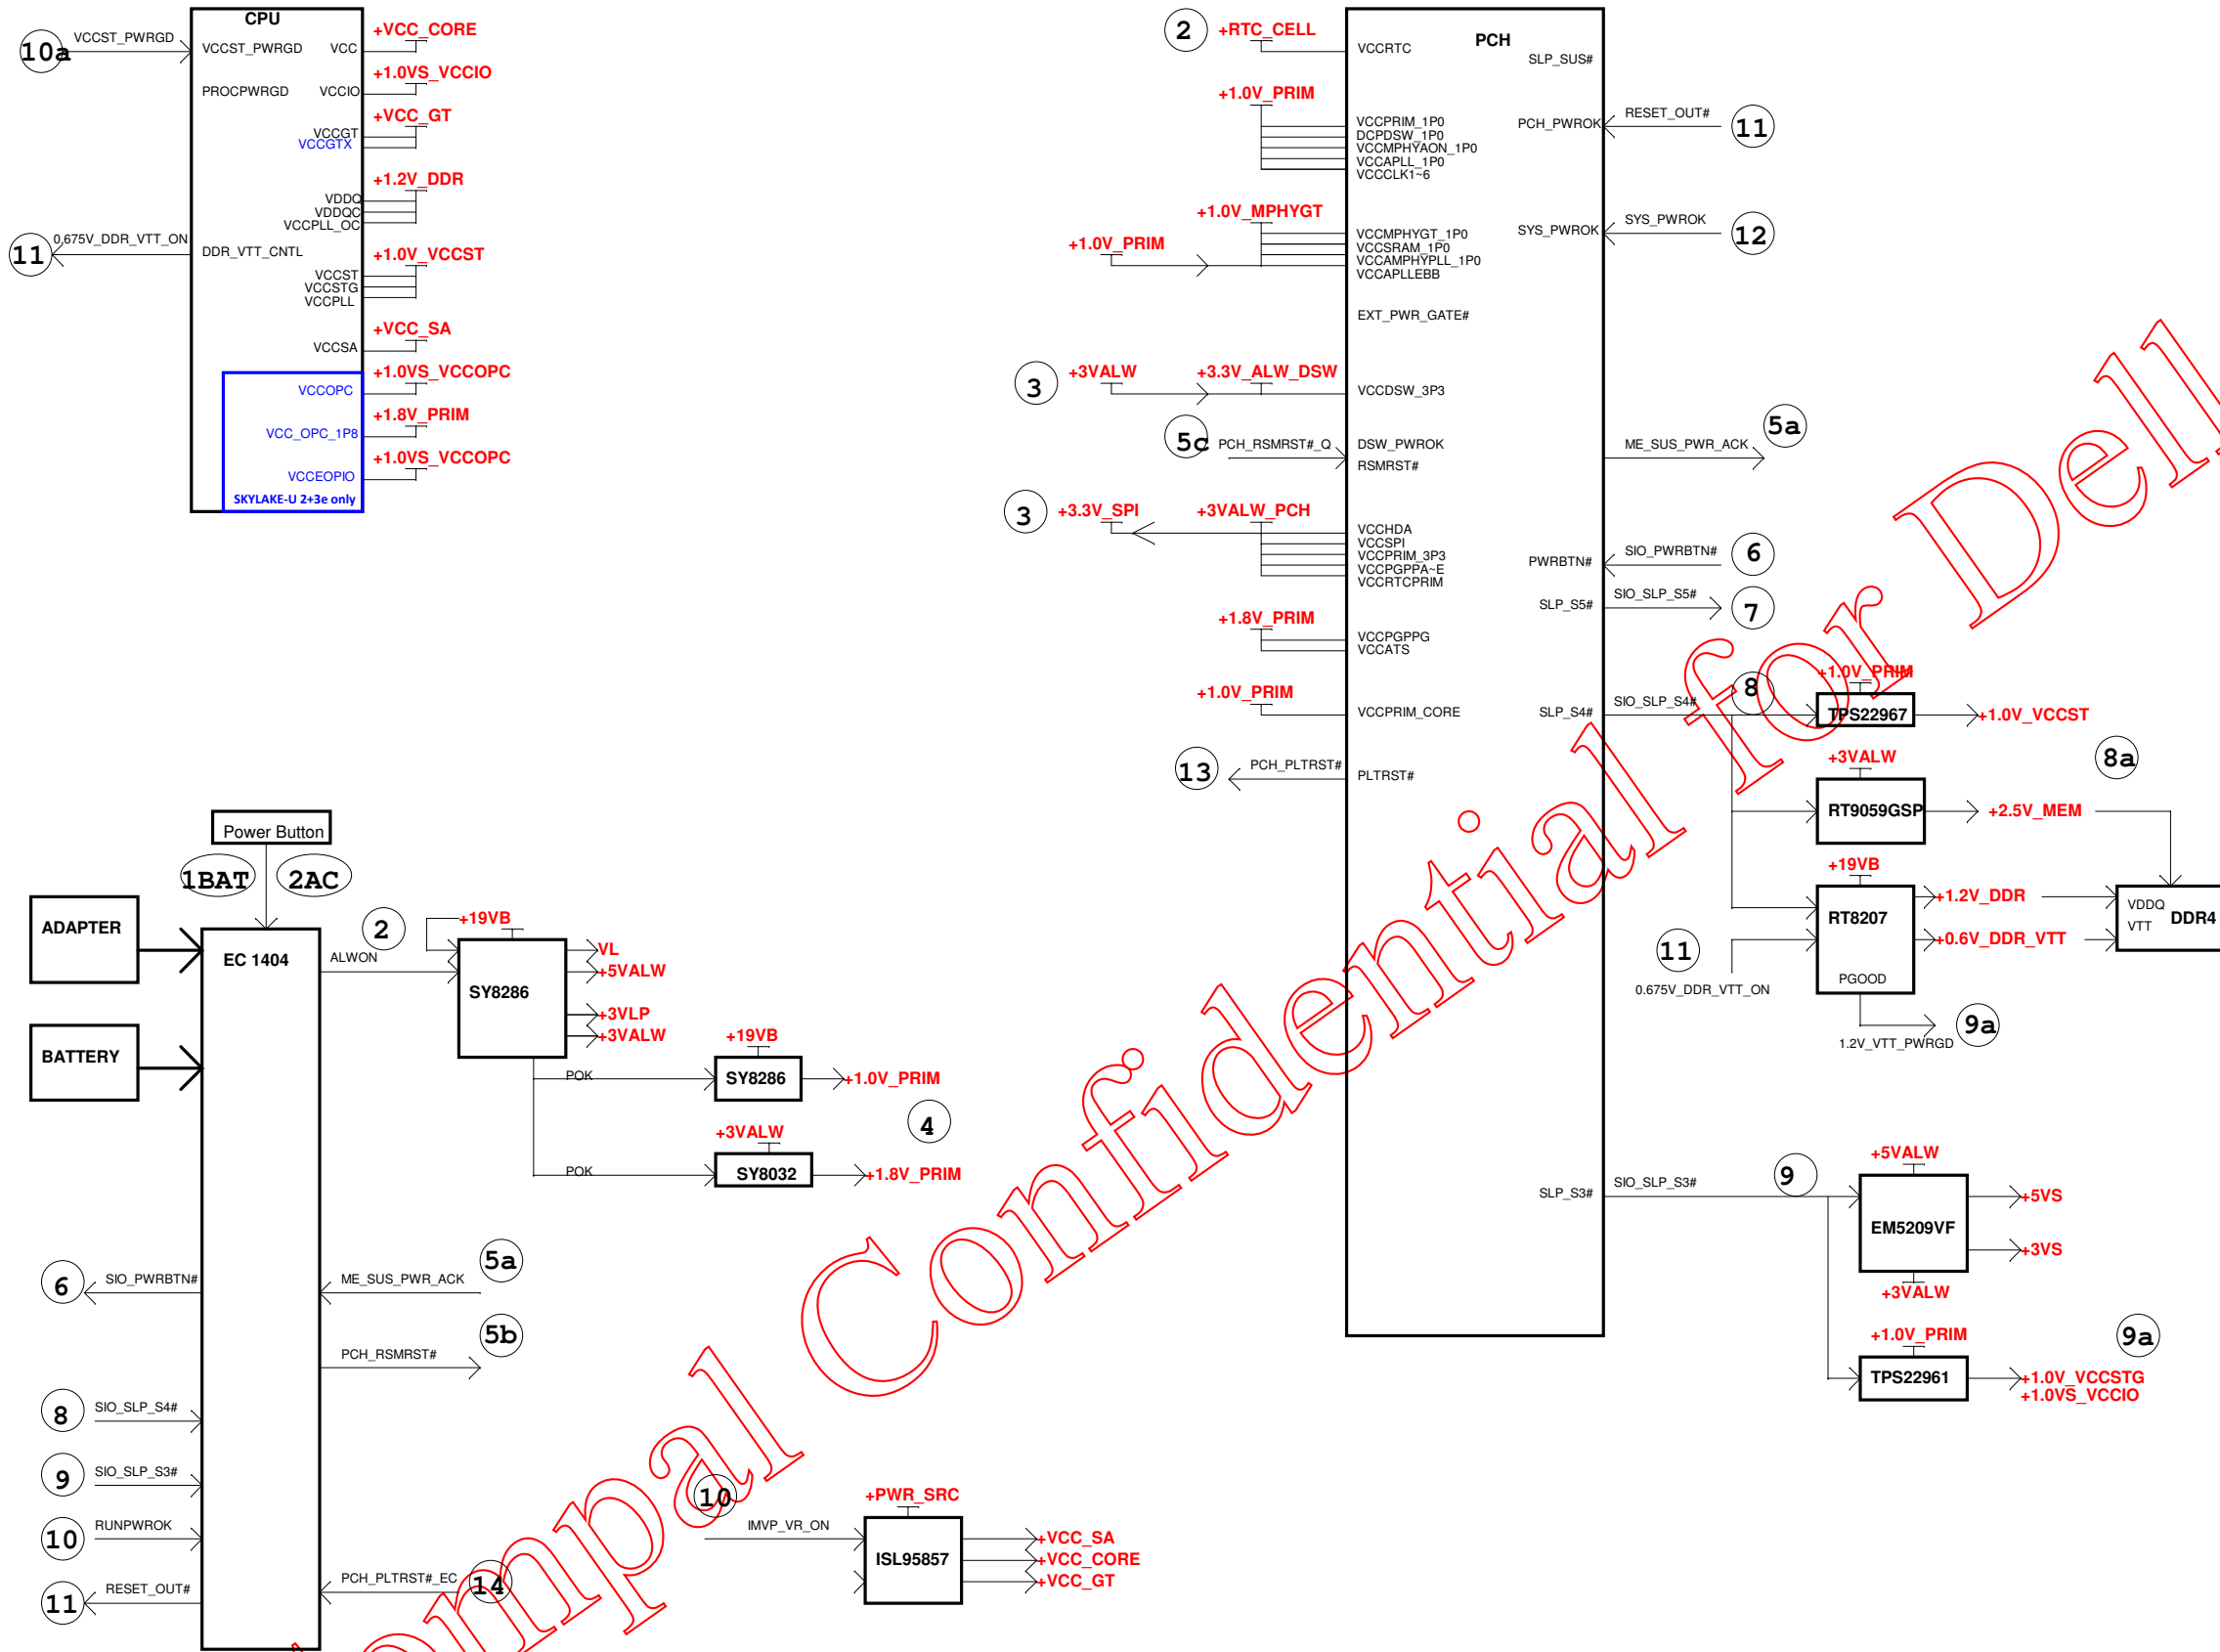 CPU
10a
VCCST_PWRGD
VCCST_PWRGD
VCC
+VCC_CORE
PROCPWRGD
VCCIO
+1.0VS_VCCIO
VCCGT
VCCGTX
+VCC_GT
VDDQ
VDDQC
VCCPLL_OC
+1.2V_DDR
11
0.675V_DDR_VTT_ON
DDR_VTT_CNTL
VCCST
VCCSTG
VCCPLL
+1.0V_VCCST
VCCSA
+VCC_SA
VCCOPC
+1.0VS_VCCOPC
VCC_OPC_1P8
+1.8V_PRIM
VCCEOPIO
+1.0VS_VCCOPC
SKYLAKE-U 2+3e only
PCH
2
+RTC_CELL
VCCRTC
SLP_SUS#
+1.0V_PRIM
VCCPRIM_1P0
DCPDSW_1P0
VCCMPHYAON_1P0
VCCAPLL_1P0
VCCCLK1~6
PCH_PWROK
RESET_OUT#
11
+1.0V_MPHYGT
+1.0V_PRIM
VCCMPHYGT_1P0
VCCSRAM_1P0
VCCAMPHYPLL_1P0
VCCAPLLEBB
SYS_PWROK
SYS_PWROK
12
EXT_PWR_GATE#
3
+3VALW
+3.3V_ALW_DSW
VCCDSW_3P3
5c
PCH_RSMRST#_Q
DSW_PWROK
RSMRST#
ME_SUS_PWR_ACK
5a
3
+3.3V_SPI
+3VALW_PCH
VCCHDA
VCCSPI
VCCPRIM_3P3
VCCPGPPA~E
VCCRTCPRIM
PWRBTN#
SIO_PWRBTN#
6
SLP_S5#
SIO_SLP_S5#
7
+1.8V_PRIM
VCCPGPPG
VCCATS
+1.0V_PRIM
VCCPRIM_CORE
SLP_S4#
SIO_SLP_S4#
8
+1.0V_PRIM
TPS22967
+1.0V_VCCST
13
PCH_PLTRST#
PLTRST#
+3VALW
RT9059GSP
+2.5V_MEM
8a
+19VB
RT8207
PGOOD
+1.2V_DDR
+0.6V_DDR_VTT
VDDQ
VTT
DDR4
11
0.675V_DDR_VTT_ON
1.2V_VTT_PWRGD
9a
SLP_S3#
SIO_SLP_S3#
9
+5VALW
EM5209VF
+5VS
+3VS
+3VALW
+1.0V_PRIM
TPS22961
9a
+1.0V_VCCSTG
+1.0VS_VCCIO
Power Button
1BAT
2AC
ADAPTER
BATTERY
EC 1404
2
ALWON
+19VB
SY8286
VL
+5VALW
+3VLP
+3VALW
POK
+19VB
SY8286
+1.0V_PRIM
4
POK
+3VALW
SY8032
+1.8V_PRIM
6
SIO_PWRBTN#
ME_SUS_PWR_ACK
5a
PCH_RSMRST#
5b
8
SIO_SLP_S4#
9
SIO_SLP_S3#
10
RUNPWROK
11
RESET_OUT#
PCH_PLTRST#_EC
14
10
IMVP_VR_ON
+PWR_SRC
ISL95857
+VCC_SA
+VCC_CORE
+VCC_GT
ompal Confidential for Dell